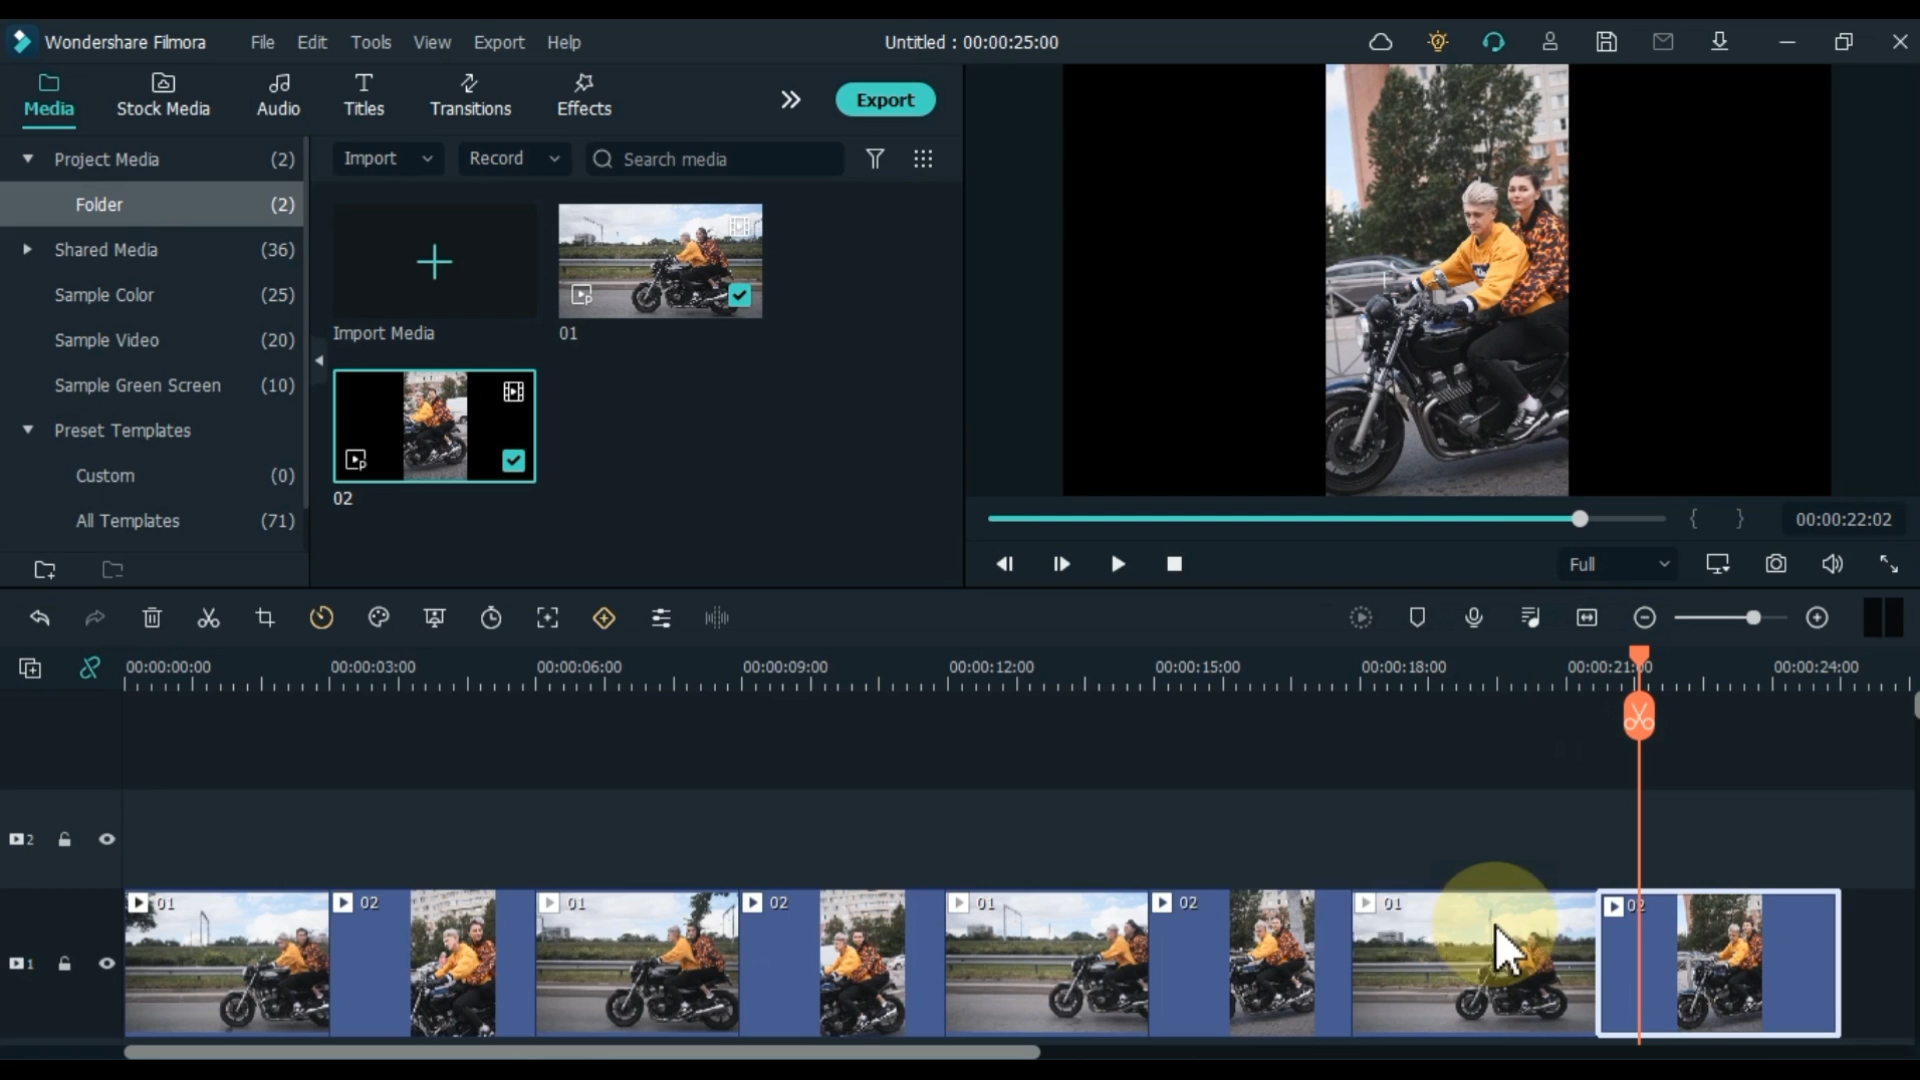 Wondershare Filmora File Edit Tools View Export Help Untitled : 00:00:25:00
Media Stock Media Audio Titles Transitions Effects Export
Project Media (2)
Folder (2)
Shared Media (36)
Sample Color (25)
Sample Video (20)
Sample Green Screen (10)
Preset Templates
Custom (0)
All Templates (71)
Import Record Search media
Import Media
01
02
00:00:22:02
Full
00:00:00:00 00:00:03:00 00:00:06:00 00:00:09:00 00:00:12:00 00:00:15:00 00:00:18:00 00:00:21:00 00:00:24:00
2
01 02 01 02 01 02 01 02
1